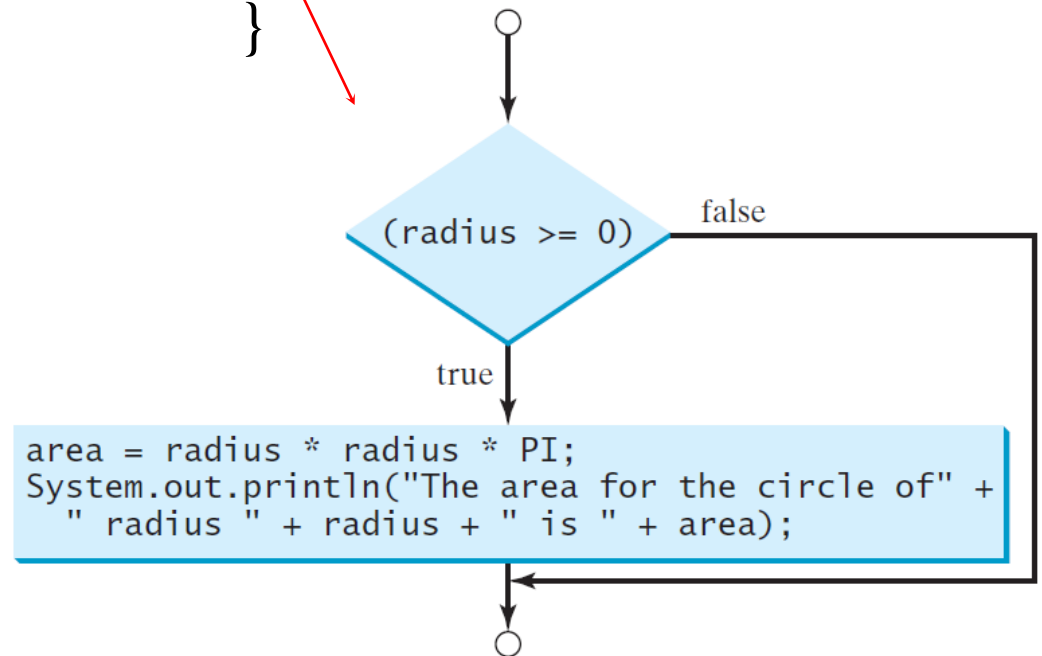 }
(radius >= 0)
false
true
area = radius * radius * PI;
System.out.println("The area for the circle of" +
" radius " + radius + " is " + area);